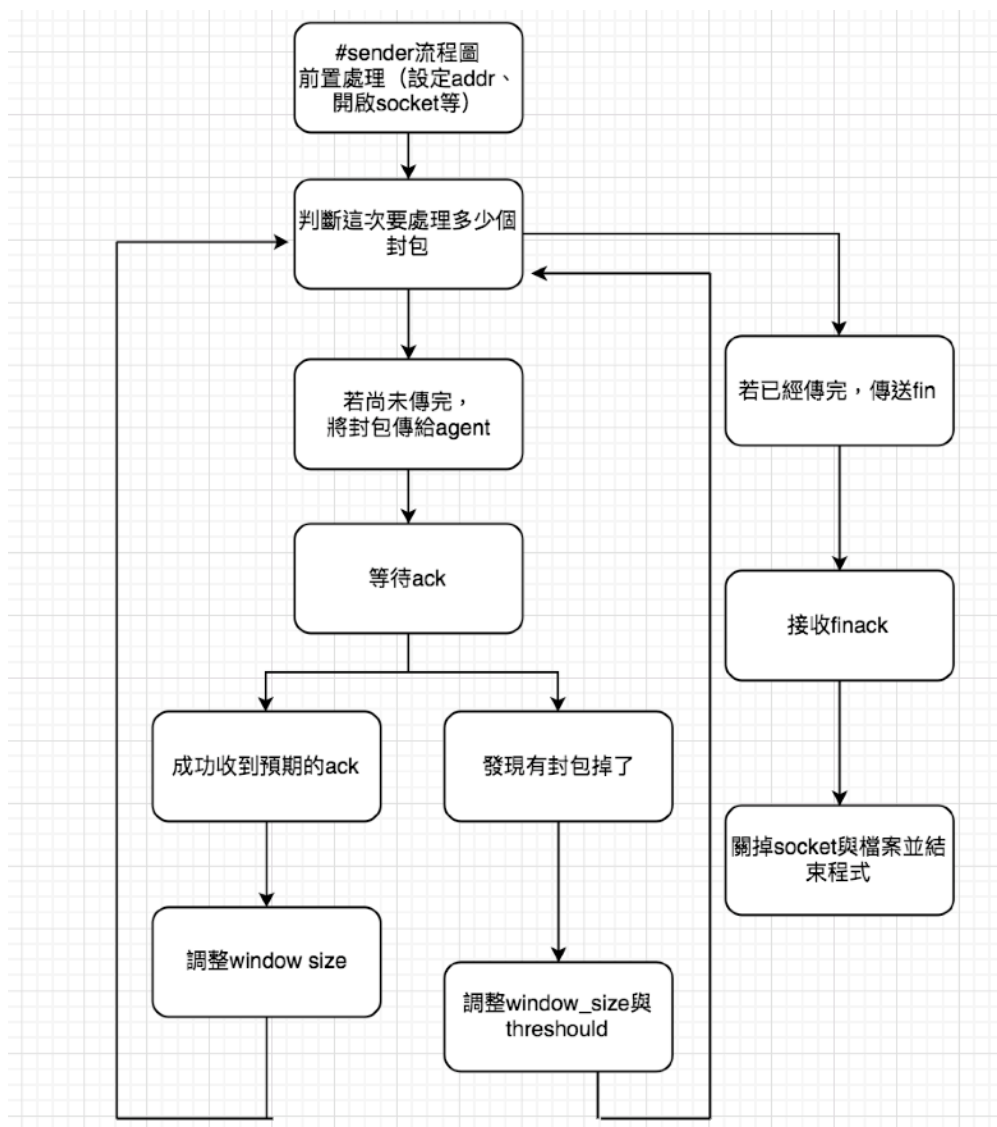 #sender流程圖
前置處理（設定addr、
開啟socket等）
判斷這次要處理多少個
封包
若尚未傳完，
將封包傳給agent
若已經傳完，傳送fin
等待ack
接收finack
成功收到預期的ack
發現有封包掉了
關掉socket與檔案並結
束程式
調整window size
調整window_size與
threshould